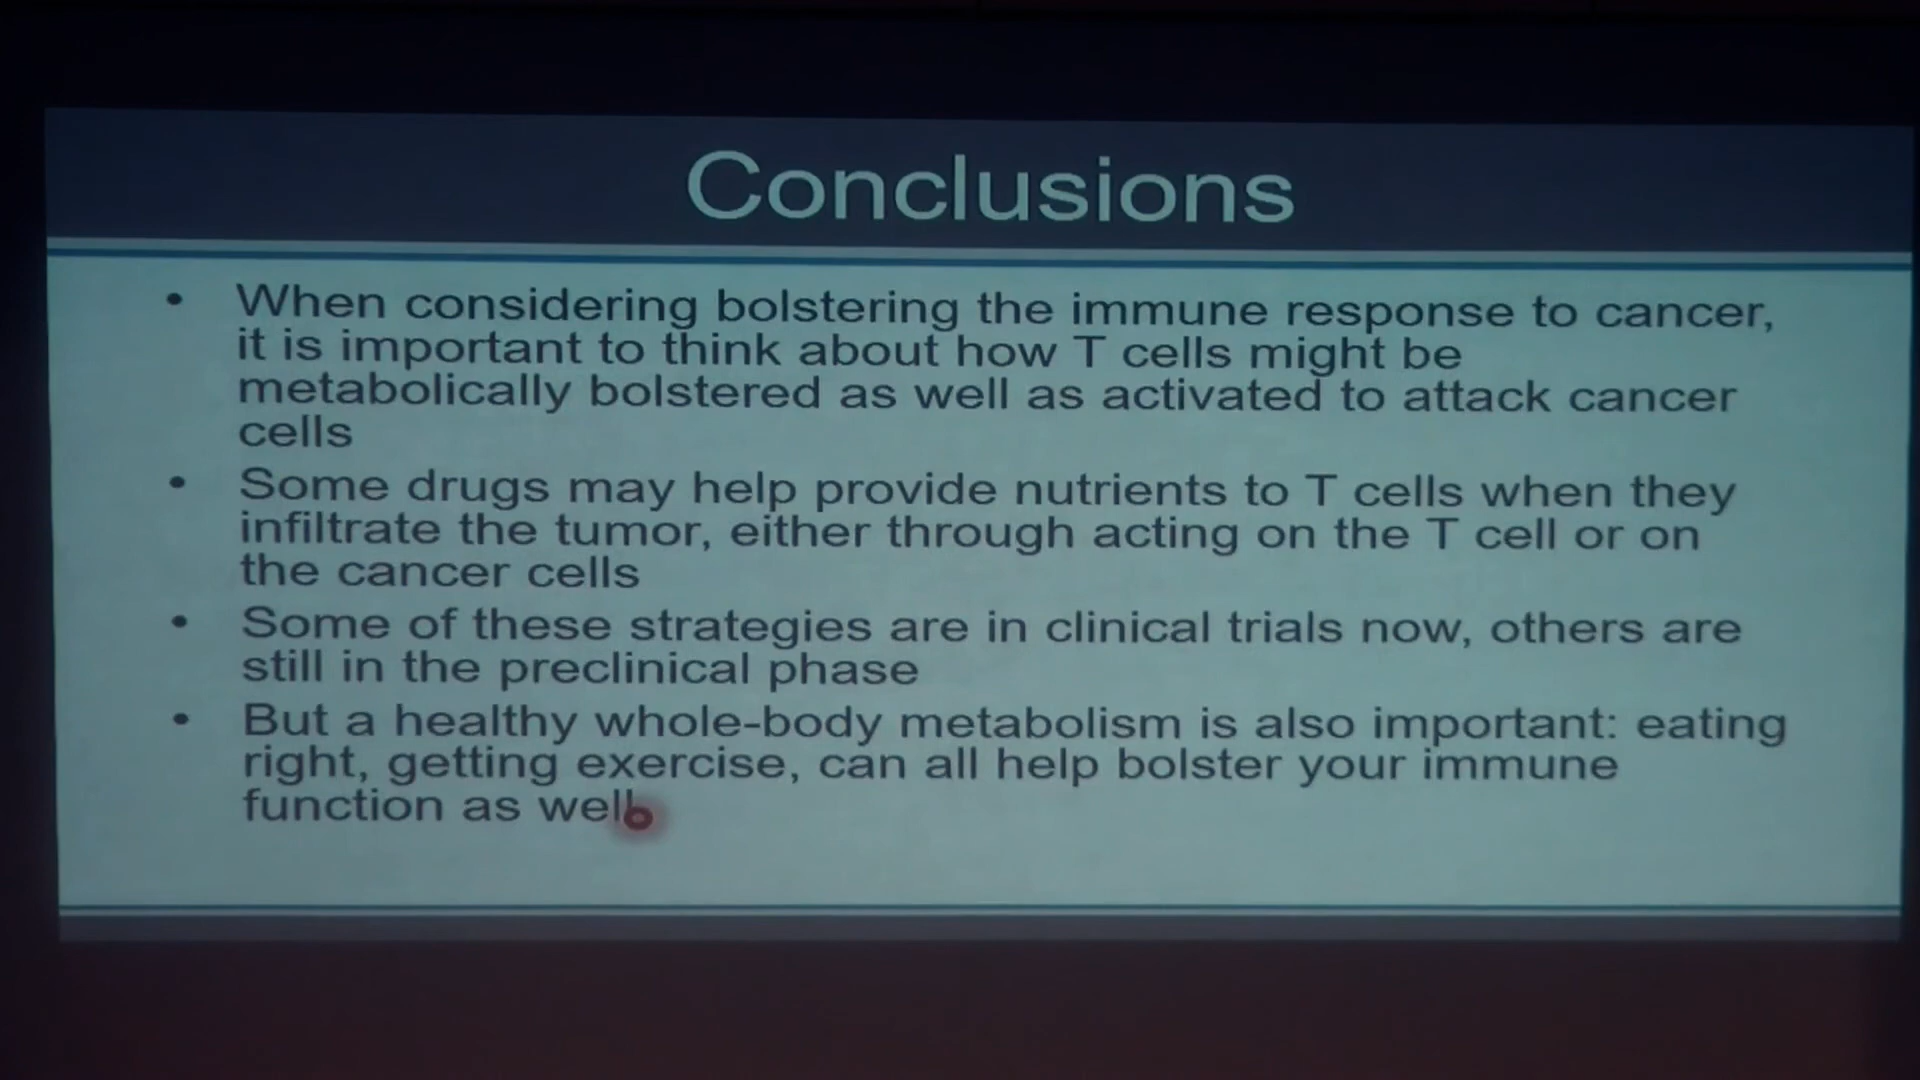 Conclusions
• When considering bolstering the immune response to cancer,
it is important to think about how T cells might be
metabolically bolstered as well as activated to attack cancer
cells
• Some drugs may help provide nutrients to T cells when they
infiltrate the tumor, either through acting on the T cell or on
the cancer cells
• Some of these strategies are in clinical trials now, others are
still in the preclinical phase
• But a healthy whole-body metabolism is also important: eating
right, getting exercise, can all help bolster your immune
function as well